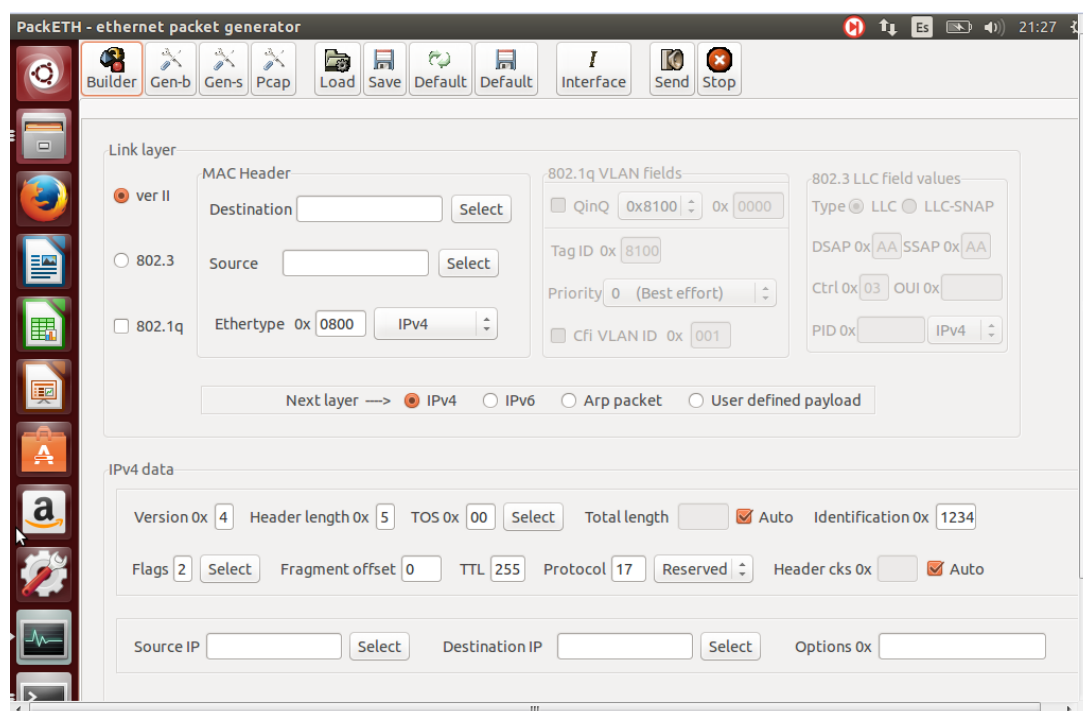 PackETH - ethernet packet generator Es 21:27
Builder Gen-b Gen-s Pcap Load Save Default Default Interface Send Stop
Link layer
MAC Header 802.1q VLAN fields 802.3 LLC field values
ver II Destination Select QinQ 0x8100 0x 0000 Type LLC LLC-SNAP
Tag ID 0x 8100 DSAP 0x AA SSAP 0x AA
802.3 Source Select
Priority 0 (Best effort) Ctrl 0x 03 OUI 0x
802.1q Ethertype 0x 0800 IPv4 Cfi VLAN ID 0x 001 PID 0x IPv4
Next layer ----> IPv4 IPv6 Arp packet User defined payload
IPv4 data
Version 0x 4 Header length 0x 5 TOS 0x 00 Select Total length Auto Identification 0x 1234
Flags 2 Select Fragment offset 0 TTL 255 Protocol 17 Reserved Header cks 0x Auto
Source IP Select Destination IP Select Options 0x